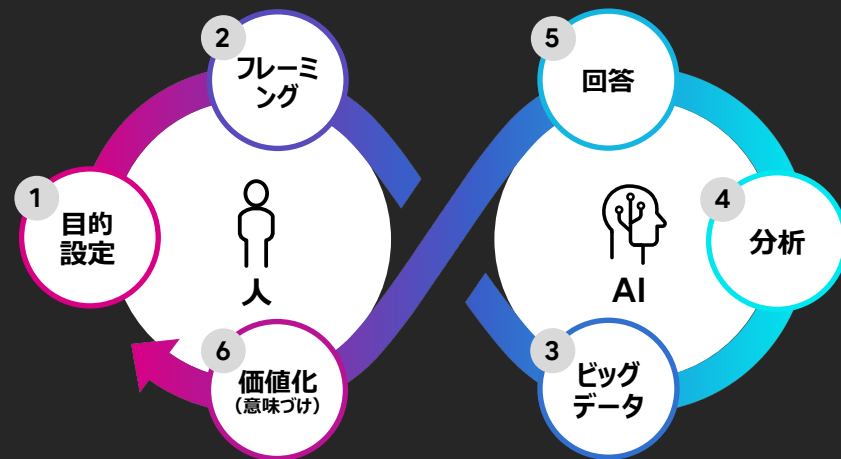 1
目的
設定
2
フレーミ
ング
人
3
ビッグ
データ
4
分析
5
回答
AI
6
価値化
(意味づけ)